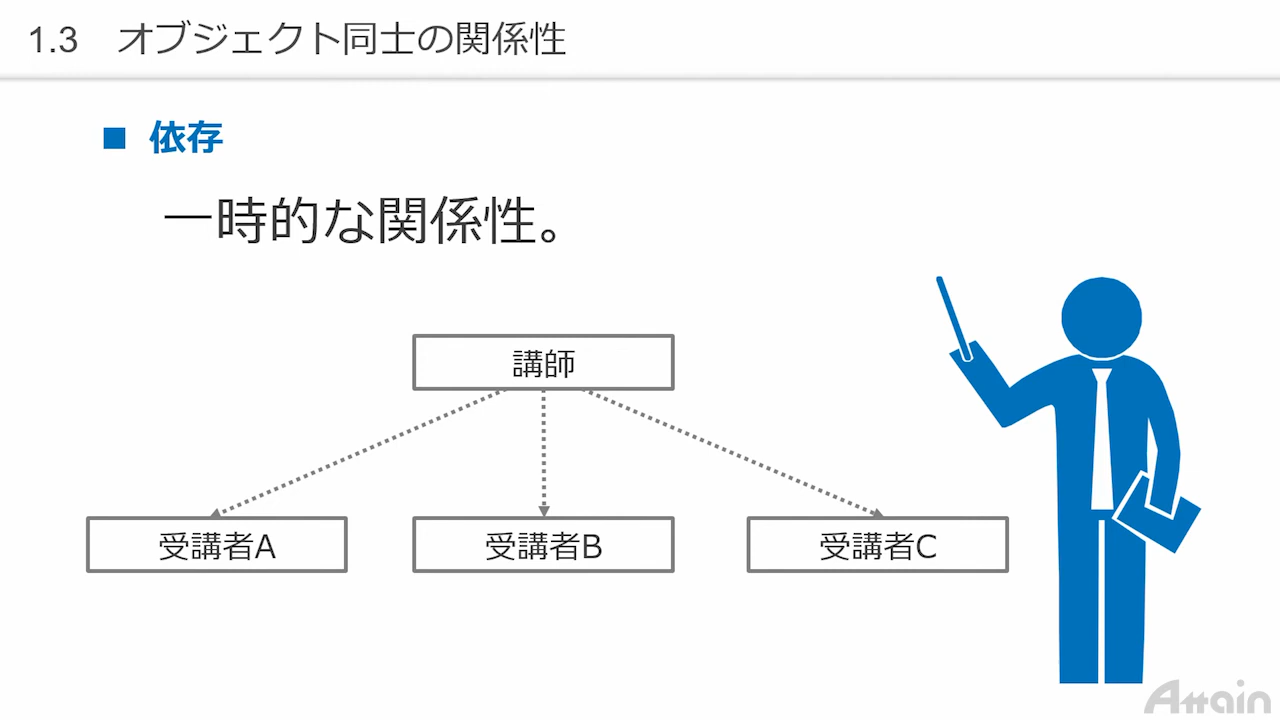 1.3 オブジェクト同士の関係性
■ 依存
一時的な関係性。
講師
受講者A
受講者B
受講者C
Attain